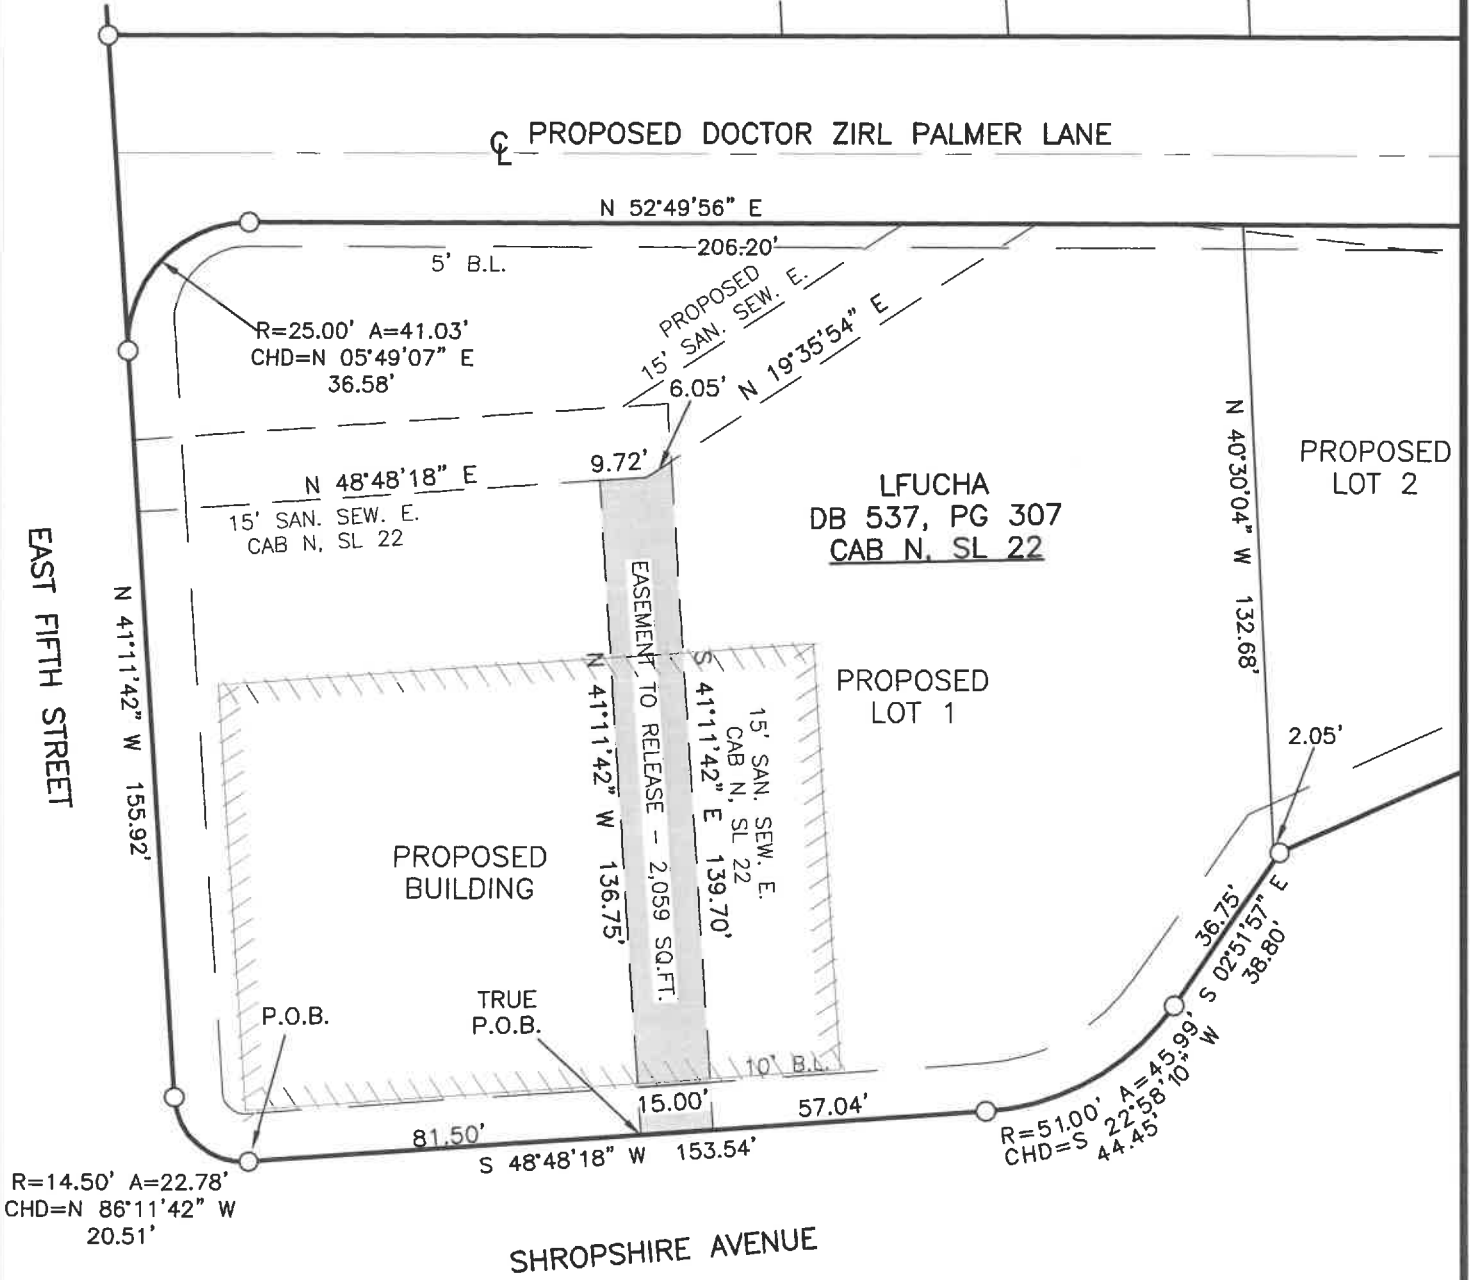 ℄ PROPOSED DOCTOR ZIRL PALMER LANE
N 52°49'56" E
206.20'
5' B.L.
R=25.00' A=41.03'
CHD=N 05°49'07" E
36.58'
PROPOSED
15' SAN. SEW. E.
N 19°35'54" E
6.05'
9.72'
N 48°48'18" E
15' SAN. SEW. E.
CAB N, SL 22
LFUCHA
DB 537, PG 307
CAB N, SL 22
N 40°30'04" W 132.68'
PROPOSED
LOT 2
EAST FIFTH STREET
N 41°11'42" W 155.92'
EASEMENT TO RELEASE - 2,059 SQ.FT.
N 41°11'42" W 136.75'
S 41°11'42" E 139.70'
15' SAN. SEW. E.
CAB N, SL 22
PROPOSED
LOT 1
2.05'
PROPOSED
BUILDING
36.75'
S 02°51'57" E
38.80'
P.O.B.
TRUE
P.O.B.
10' B.L.
15.00'
57.04'
81.50'
S 48°48'18" W 153.54'
R=51.00' A=45.99'
CHD=S 22°58'10" W
44.45'
R=14.50' A=22.78'
CHD=N 86°11'42" W
20.51'
SHROPSHIRE AVENUE